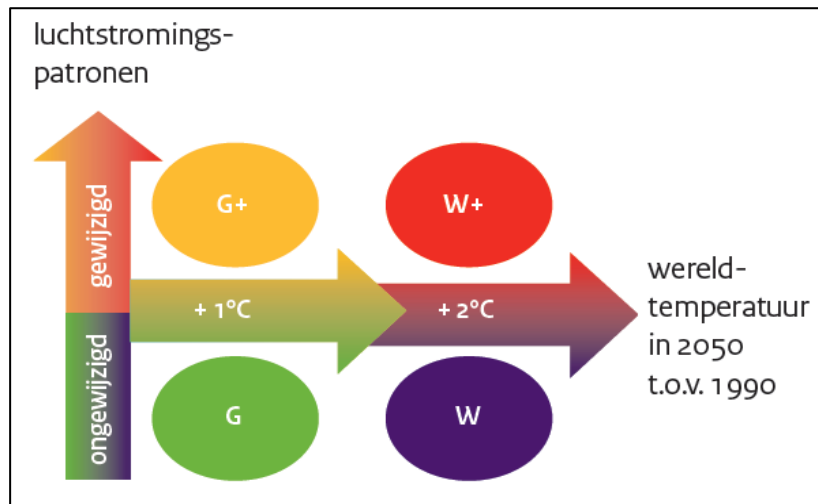 luchtstromings-
patronen
gewijzigd
ongewijzigd
G+
W+
+ 1°C
+ 2°C
G
W
wereld-
temperatuur
in 2050
t.o.v. 1990